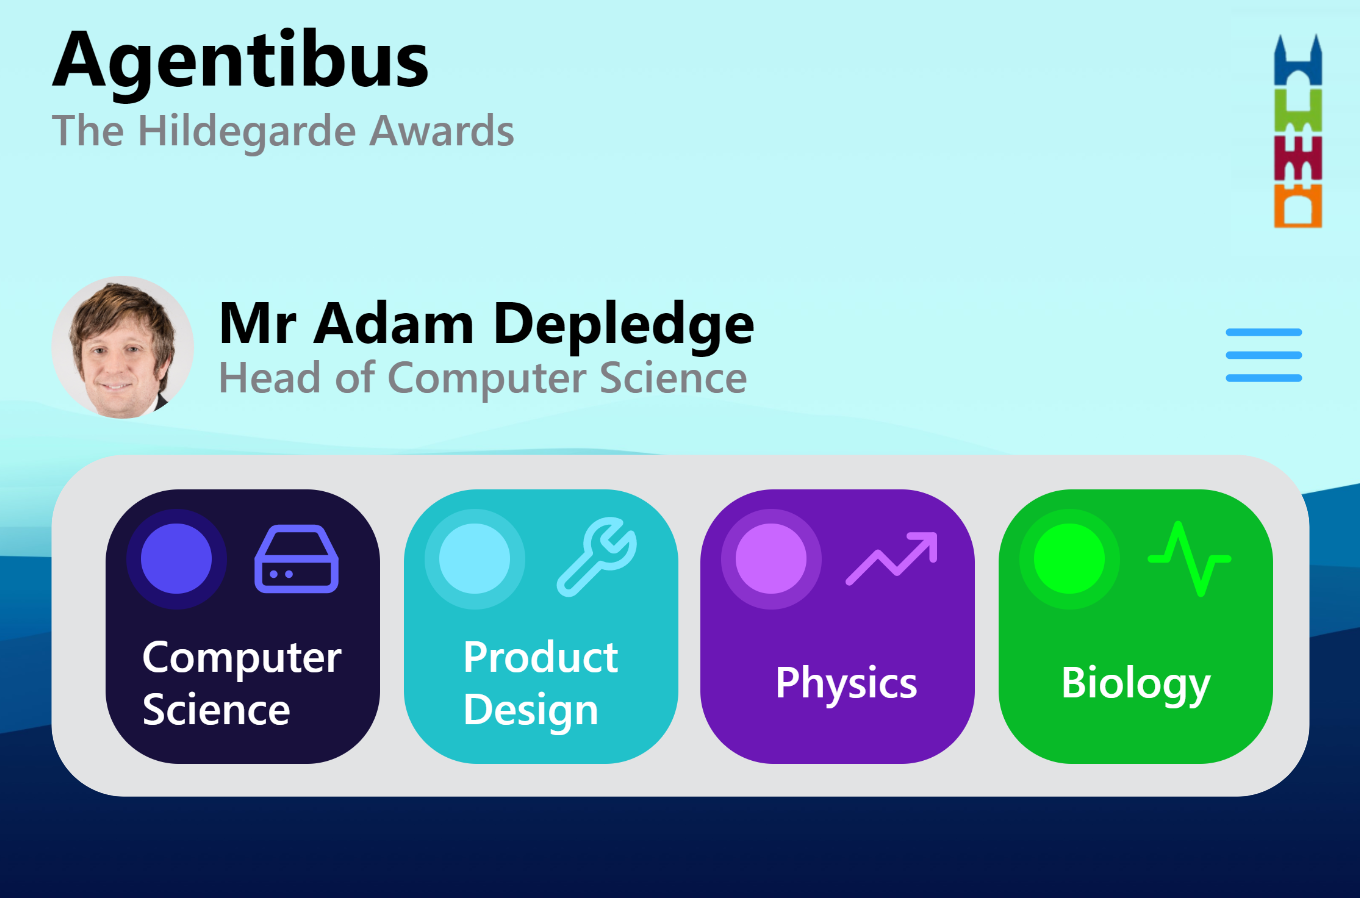 Agentibus
The Hildegarde Awards
Mr Adam Depledge
Head of Computer Science
Computer
Science
Product
Design
Physics
Biology